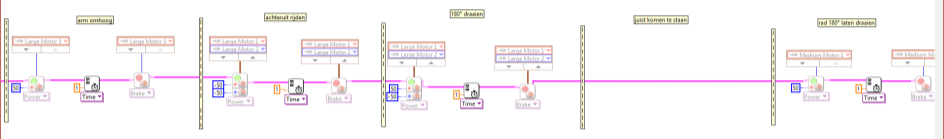 arm omhoog
achteruit rijden
180° draaien
juist komen te staan
rad 180° laten draaien
Large Motor 3
Large Motor 3
Large Motor 1
Large Motor 2
Large Motor 1
Large Motor 2
Large Motor 1
Large Motor 2
Large Motor 1
Large Motor 2
Medium Motor 1
Medium M
50
Power
1
Time
Brake
-50
-50
Power
1
Time
Brake
50
Power
1
Time
Brake
50
Power
1
Time
Brake